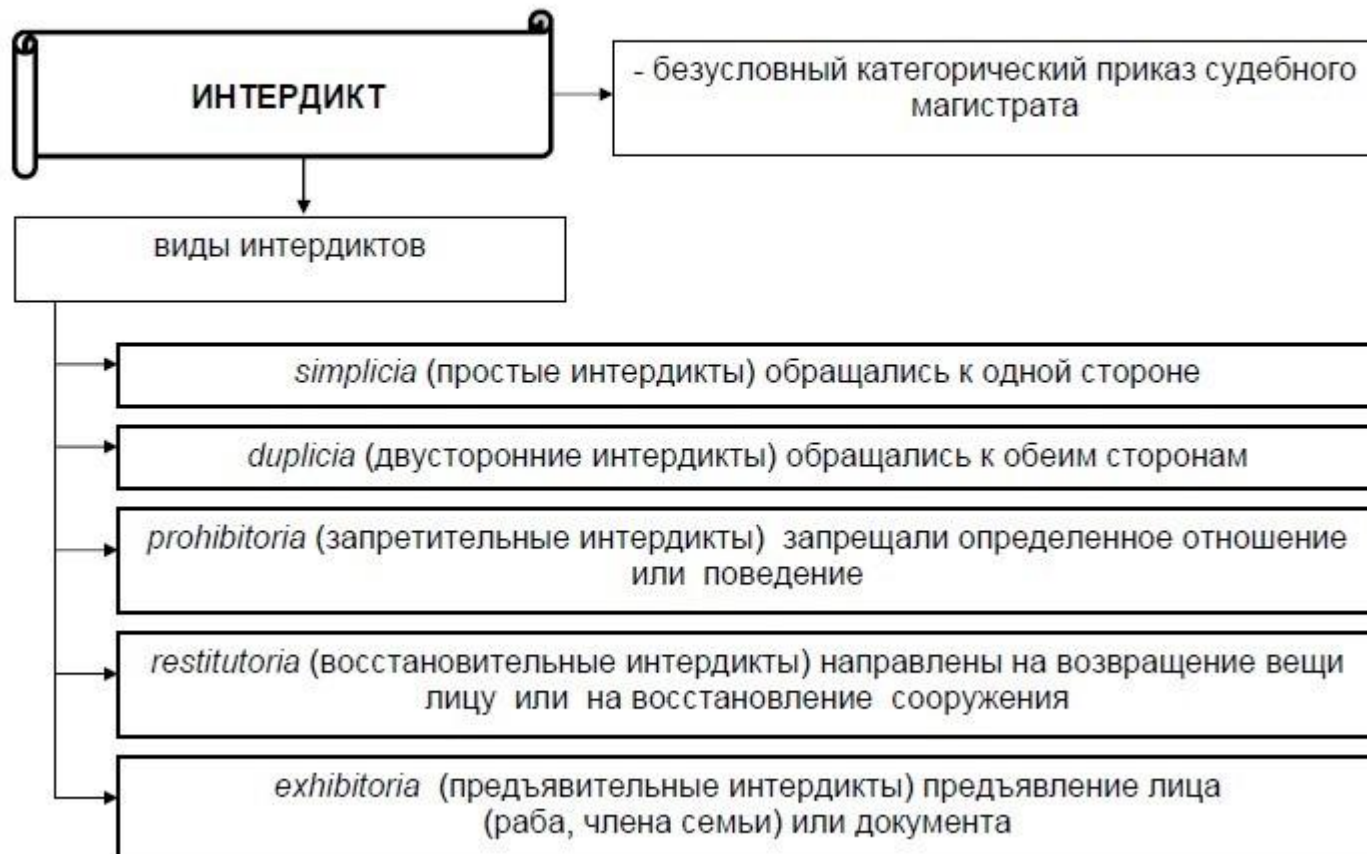 ИНТЕРДИКТ
- безусловный категорический приказ судебного
магистрата
виды интердиктов
simplicia (простые интердикты) обращались к одной стороне
duplicia (двусторонние интердикты) обращались к обеим сторонам
prohibitoria (запретительные интердикты) запрещали определенное отношение
или поведение
restitutoria (восстановительные интердикты) направлены на возвращение вещи
лицу или на восстановление сооружения
exhibitoria (предъявительные интердикты) предъявление лица
(раба, члена семьи) или документа